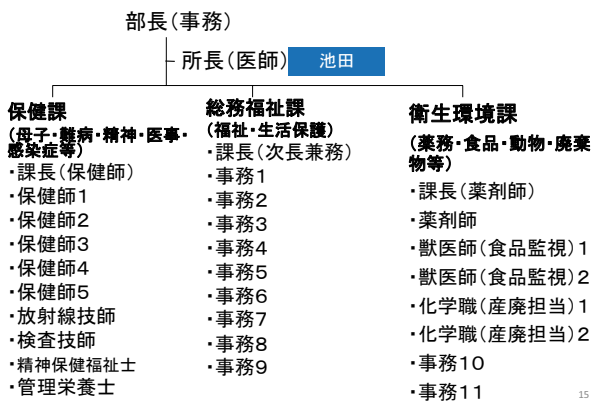 部長(事務)
所長(医師)
池田
保健課
(母子・難病・精神・医事・
感染症等)
・課長(保健師)
・保健師1
・保健師2
・保健師3
・保健師4
・保健師5
・放射線技師
・検査技師
・精神保健福祉士
・管理栄養士
総務福祉課
(福祉・生活保護)
・課長(次長兼務)
・事務1
・事務2
・事務3
・事務4
・事務5
・事務6
・事務7
・事務8
・事務9
衛生環境課
(薬務・食品・動物・廃棄
物等)
・課長(薬剤師)
・薬剤師
・獣医師(食品監視)1
・獣医師(食品監視)2
・化学職(産廃担当)1
・化学職(産廃担当)2
・事務10
・事務11
15